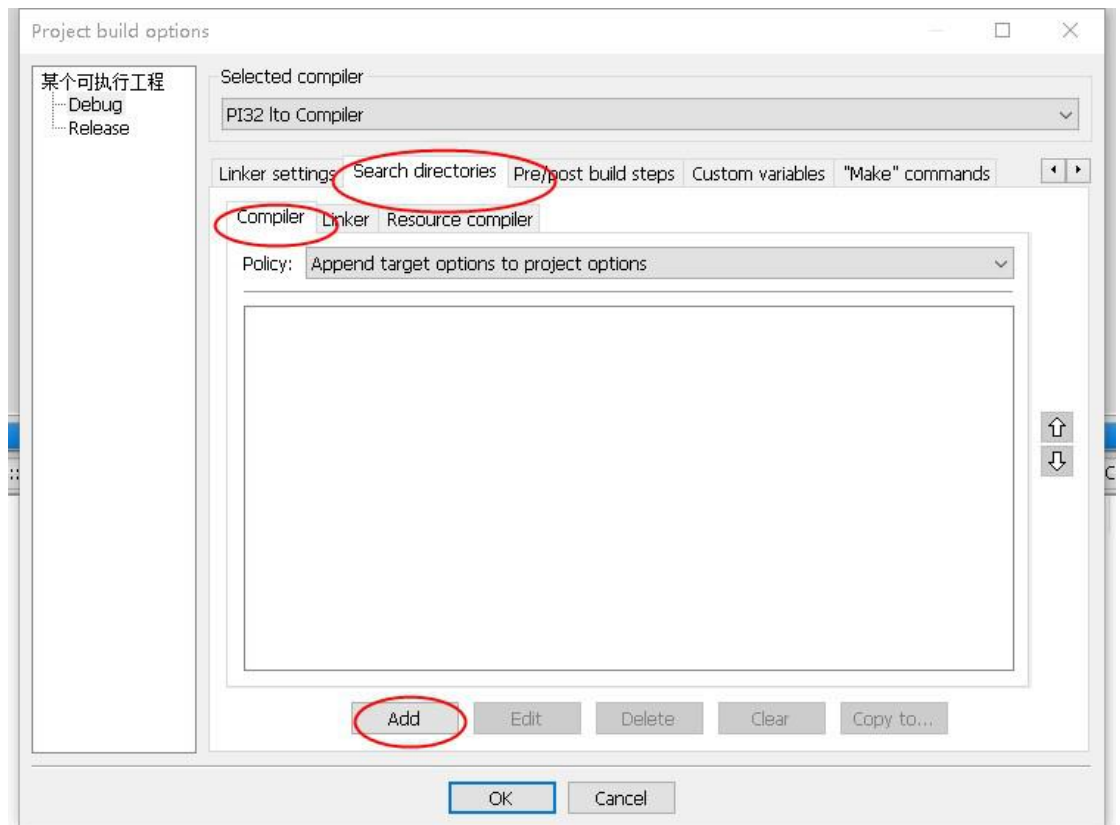 Project build options
某个可执行工程
Debug
Release
Selected compiler
PI32 lto Compiler
Linker settings Search directories Pre/post build steps Custom variables "Make" commands
Compiler Linker Resource compiler
Policy: Append target options to project options
Add Edit Delete Clear Copy to...
OK Cancel